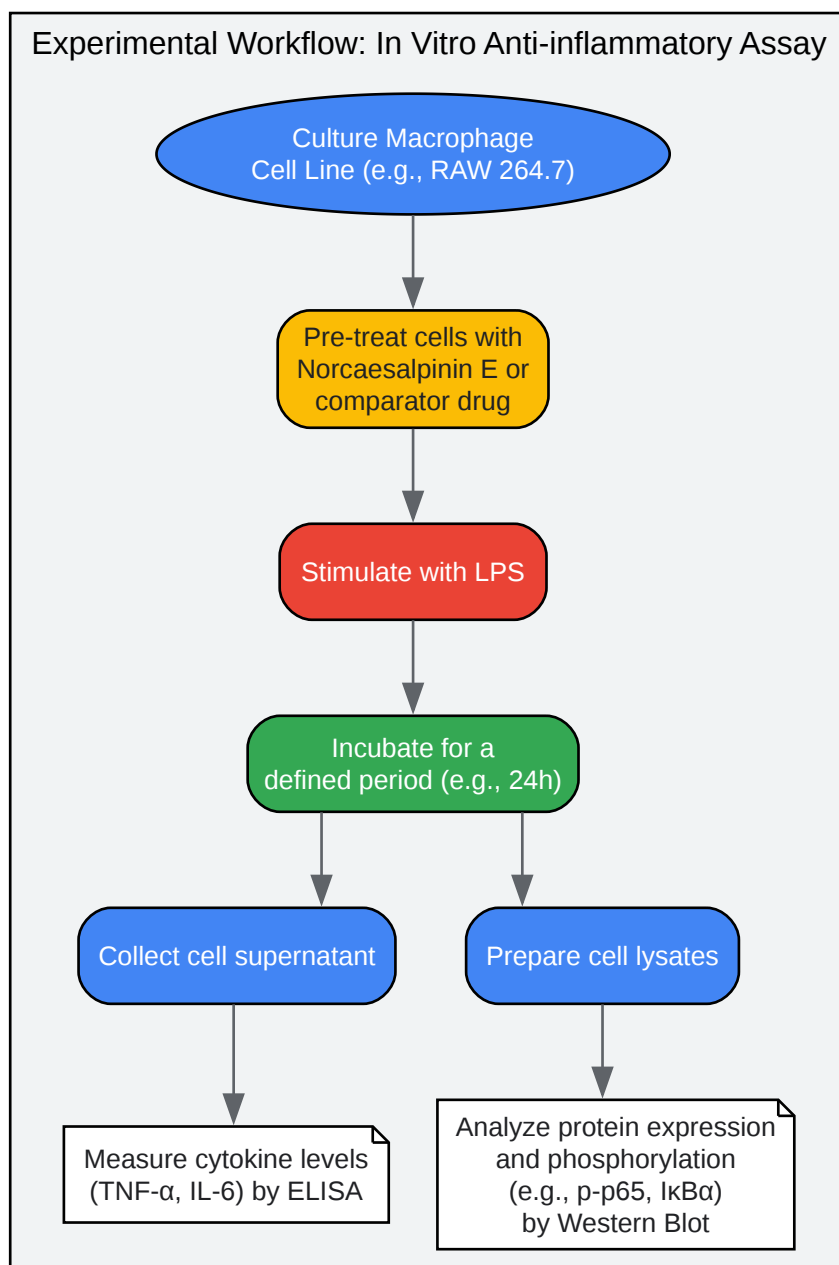 Experimental Workflow: In Vitro Anti-inflammatory Assay
Culture Macrophage
Cell Line (e.g., RAW 264.7)
Pre-treat cells with
Norcaesalpinin E or
comparator drug
Stimulate with LPS
Incubate for a
defined period (e.g., 24h)
Collect cell supernatant
Prepare cell lysates
Measure cytokine levels
(TNF-α, IL-6) by ELISA
Analyze protein expression
and phosphorylation
(e.g., p-p65, IκBα)
by Western Blot